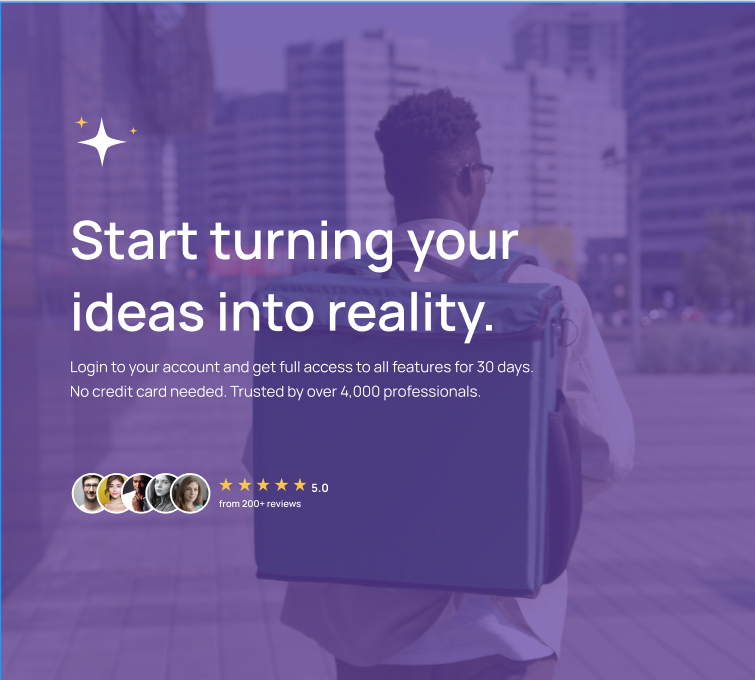 Start turning your
ideas into reality.
Login to your account and get full access to all features for 30 days.
No credit card needed. Trusted by over 4,000 professionals.
5.0
from 200+ reviews